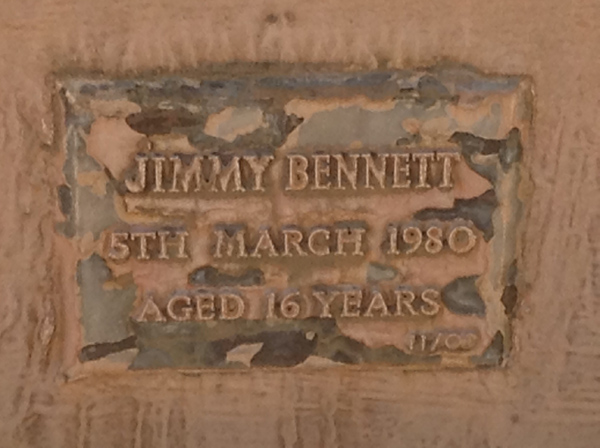 JIMMY BENNETT
5TH MARCH 1980
AGED 16 YEARS